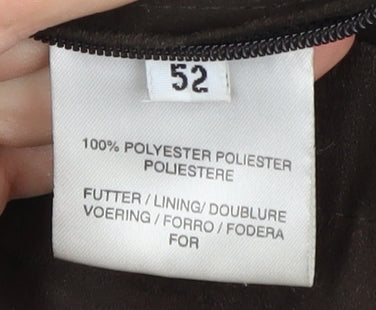 52
100% POLYESTER POLIESTER
POLIESTERE
FUTTER / LINING/ DOUBLURE
VOERING / FORRO / FODERA
FOR